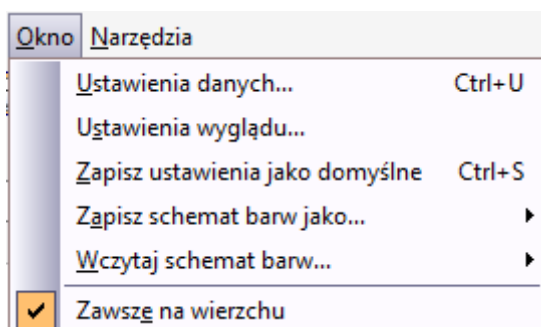 Okno Narzędzia
Ustawienia danych... Ctrl+U
Ustawienia wyglądu...
Zapisz ustawienia jako domyślne Ctrl+S
Zapisz schemat barw jako...
Wczytaj schemat barw...
Zawsze na wierzchu